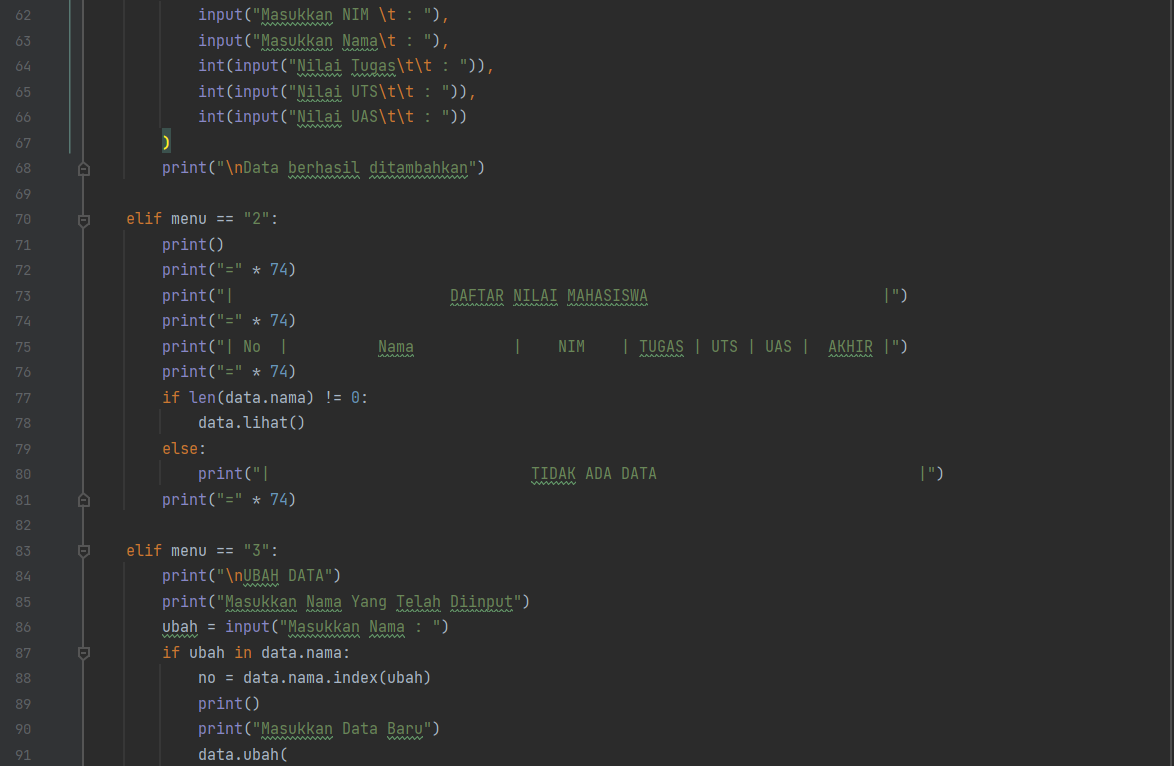 62 input("Masukkan NIM \t : "),
63 input("Masukkan Nama\t : "),
64 int(input("Nilai Tugas\t\t : ")),
65 int(input("Nilai UTS\t\t : ")),
66 int(input("Nilai UAS\t\t : "))
67 )
68 print("\nData berhasil ditambahkan")
69
70 elif menu == "2":
71 print()
72 print("=" * 74)
73 print("|                        DAFTAR NILAI MAHASISWA                          |")
74 print("=" * 74)
75 print("| No  |          Nama           |    NIM    | TUGAS | UTS | UAS |  AKHIR |")
76 print("=" * 74)
77 if len(data.nama) != 0:
78 data.lihat()
79 else:
80 print("|                             TIDAK ADA DATA                             |")
81 print("=" * 74)
82
83 elif menu == "3":
84 print("\nUBAH DATA")
85 print("Masukkan Nama Yang Telah Diinput")
86 ubah = input("Masukkan Nama : ")
87 if ubah in data.nama:
88 no = data.nama.index(ubah)
89 print()
90 print("Masukkan Data Baru")
91 data.ubah(